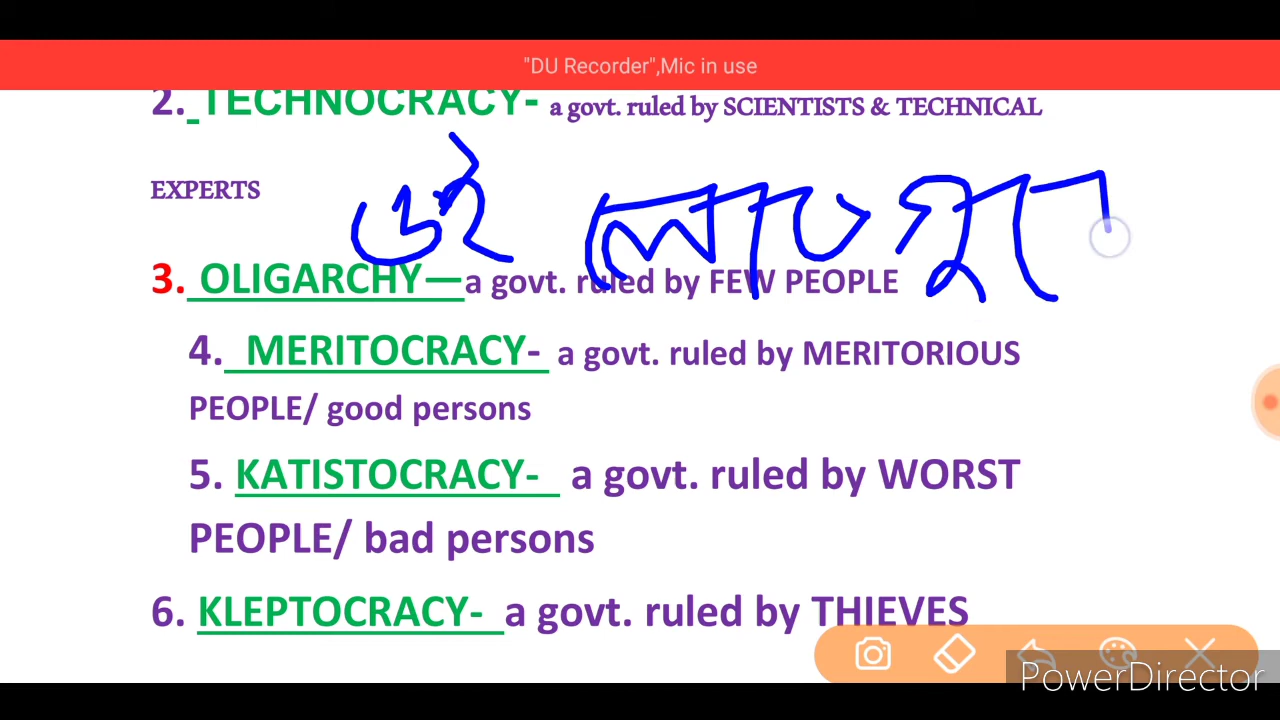 "DU Recorder",Mic in use
2. TECHNOCRACY- a govt. ruled by SCIENTISTS & TECHNICAL
EXPERTS
3. OLIGARCHY—a govt. ruled by FEW PEOPLE
4. MERITOCRACY- a govt. ruled by MERITORIOUS
PEOPLE/ good persons
5. KATISTOCRACY- a govt. ruled by WORST
PEOPLE/ bad persons
6. KLEPTOCRACY- a govt. ruled by THIEVES
PowerDirector